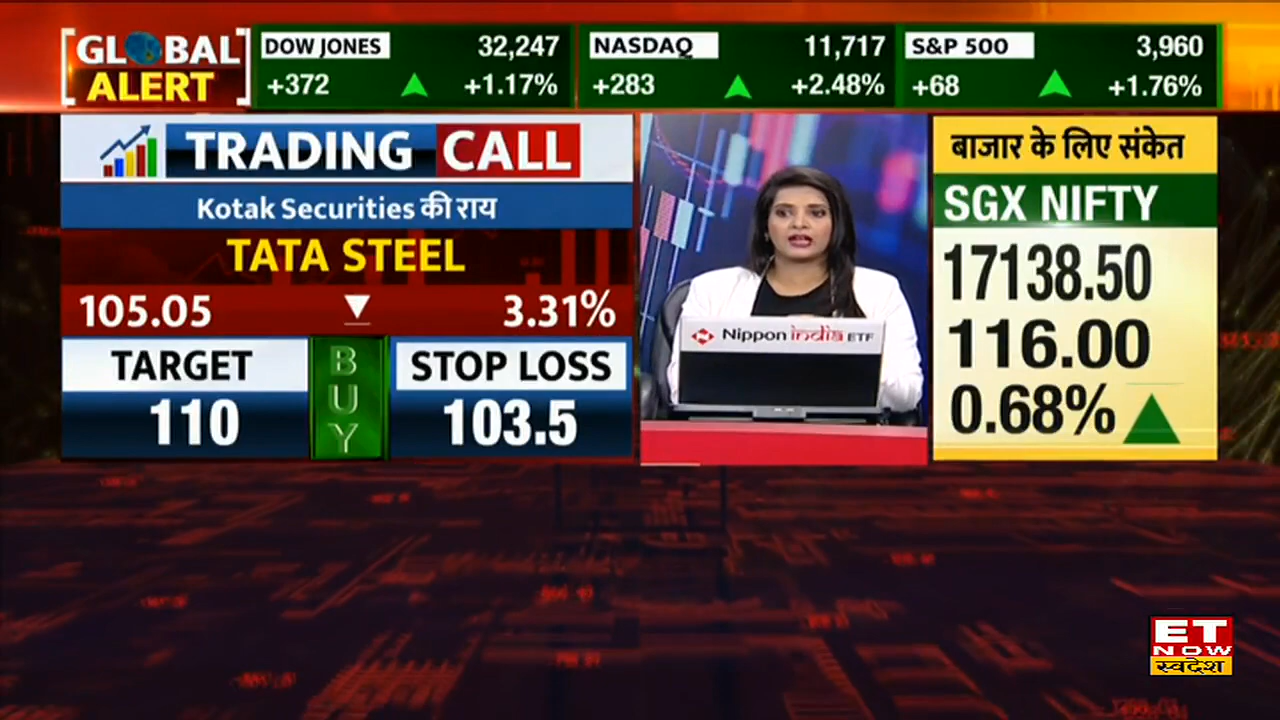 GLOBAL
ALERT
DOW JONES 32,247
+372 +1.17%
NASDAQ 11,717
+283 +2.48%
S&P 500 3,960
+68 +1.76%
TRADING CALL
Kotak Securities की राय
TATA STEEL
105.05 3.31%
TARGET
110
BUY
STOP LOSS
103.5
Nippon india ETF
बाजार के लिए संकेत
SGX NIFTY
17138.50
116.00
0.68%
ET
NOW
स्वदेश